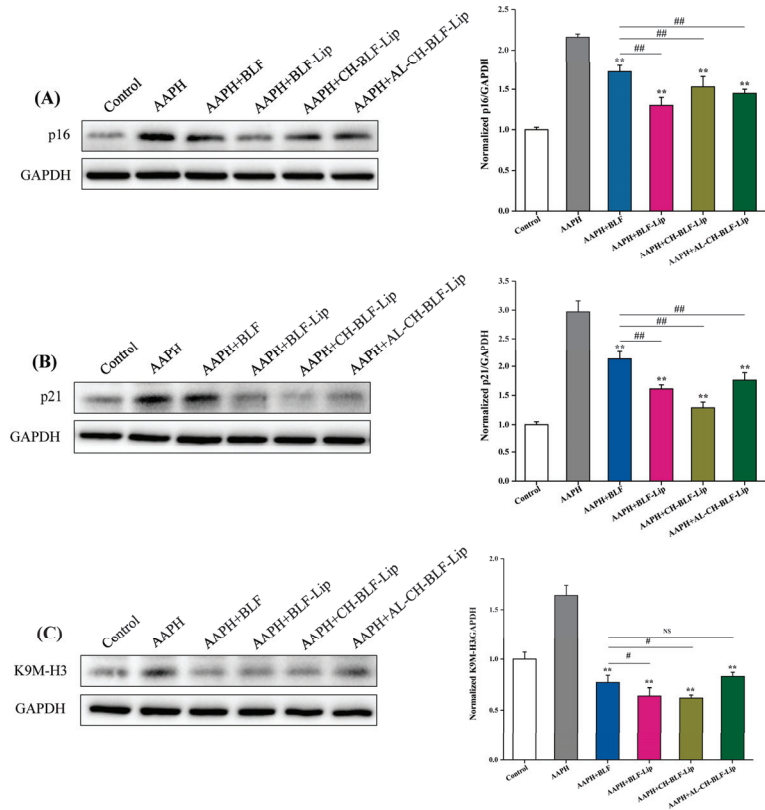 (A)
Control
AAPH
AAPH+BLF
AAPH+BLF-Lip
AAPH+CH-BLF-Lip
AAPH+AL-CH-BLF-Lip
p16
GAPDH
Normalized p16/GAPDH
2.5
2.0
1.5
1.0
0.5
0.0
##
##
##
**
**
**
**
Control
AAPH
AAPH+BLF
AAPH+BLF-Lip
AAPH+CH-BLF-Lip
AAPH+AL-CH-BLF-Lip
(B)
Control
AAPH
AAPH+BLF
AAPH+BLF-Lip
AAPH+CH-BLF-Lip
AAPH+AL-CH-BLF-Lip
p21
GAPDH
Normalized p21/GAPDH
3.5
3.0
2.5
2.0
1.5
1.0
0.5
0.0
##
##
##
**
**
**
**
Control
AAPH
AAPH+BLF
AAPH+BLF-Lip
AAPH+CH-BLF-Lip
AAPH+AL-CH-BLF-Lip
(C)
Control
AAPH
AAPH+BLF
AAPH+BLF-Lip
AAPH+CH-BLF-Lip
AAPH+AL-CH-BLF-Lip
K9M-H3
GAPDH
Normalized K9M-H3/GAPDH
2.0
1.5
1.0
0.5
0.0
NS
#
#
**
**
**
**
Control
AAPH
AAPH+BLF
AAPH+BLF-Lip
AAPH+CH-BLF-Lip
AAPH+AL-CH-BLF-Lip